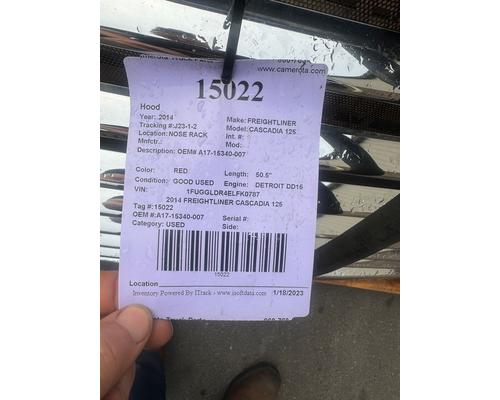 www.camerota.com
15022
Hood
Year: 2014
Make: FREIGHTLINER
Tracking #:J23-1-2
Model: CASCADIA 125
Location: NOSE RACK
Int. #:
Mnfctr.:
Mod:
Description: OEM# A17-15340-007
Color: RED
Length: 50.5"
Condition: GOOD USED
Engine: DETROIT DD16
VIN: 1FUGGLDR4ELFK0787
2014 FREIGHTLINER CASCADIA 125
Tag #:15022
OEM #:A17-15340-007
Serial#:
Category: USED
Side:
15022
Location
Inventory Powered By ITrack - www.isoftdata.com
1/18/2023